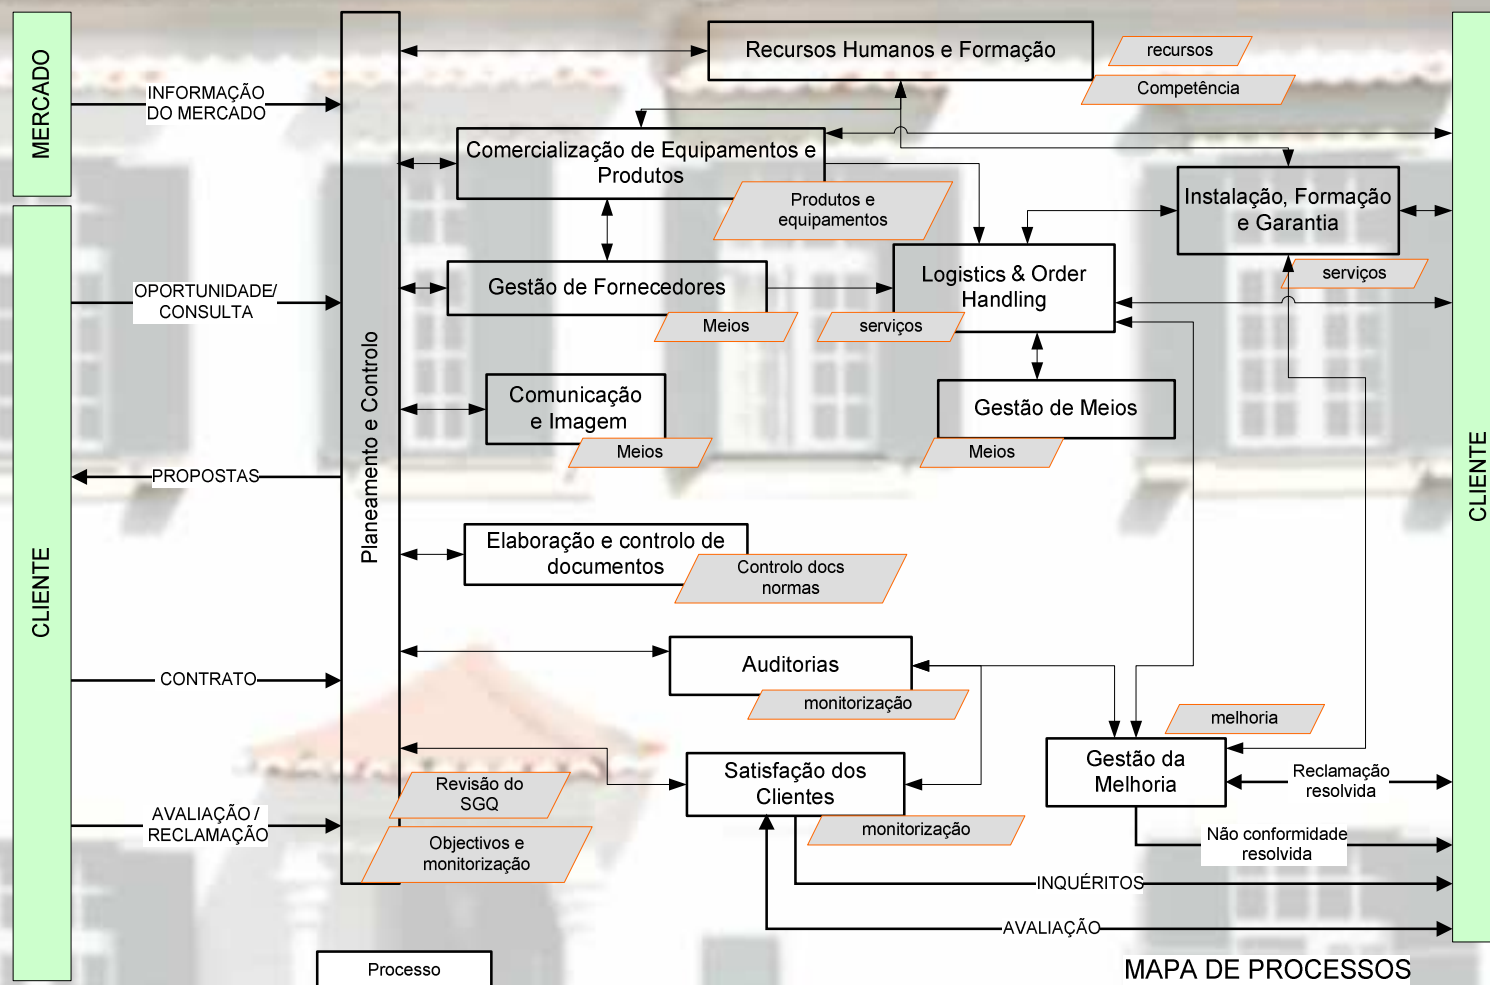 MERCADO
INFORMAÇÃO
DO MERCADO
CLIENTE
OPORTUNIDADE/
CONSULTA
PROPOSTAS
CONTRATO
AVALIAÇÃO /
RECLAMAÇÃO
Planeamento e Controlo
Revisão do
SGQ
Objectivos e
monitorização
Recursos Humanos e Formação
recursos
Competência
Comercialização de Equipamentos e
Produtos
Produtos e
equipamentos
Instalação, Formação
e Garantia
serviços
Gestão de Fornecedores
Meios
Logistics & Order
Handling
serviços
Comunicação
e Imagem
Meios
Gestão de Meios
Meios
Elaboração e controlo de
documentos
Controlo docs
normas
Auditorias
monitorização
melhoria
Satisfação dos
Clientes
monitorização
Gestão da
Melhoria
Reclamação
resolvida
Não conformidade
resolvida
INQUÉRITOS
AVALIAÇÃO
CLIENTE
Processo
MAPA DE PROCESSOS